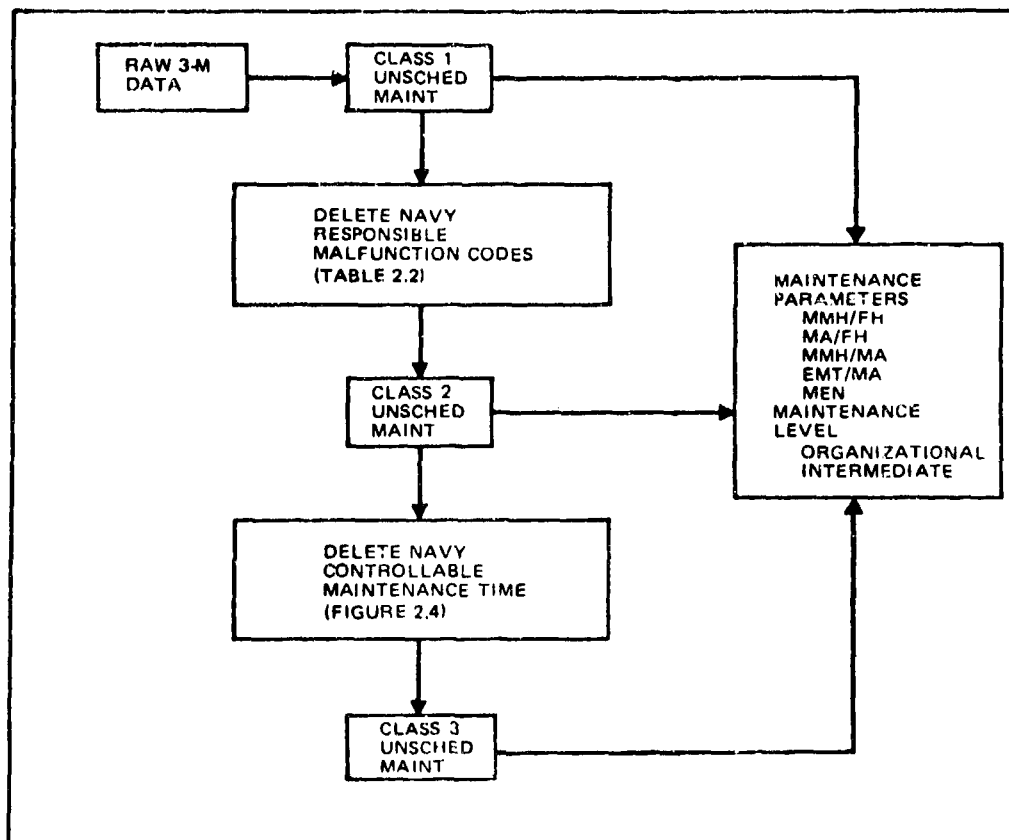 RAW 3-M
DATA
CLASS 1
UNSCHED
MAINT
DELETE NAVY
RESPONSIBLE
MALFUNCTION CODES
(TABLE 2.2)
CLASS 2
UNSCHED
MAINT
DELETE NAVY
CONTROLLABLE
MAINTENANCE TIME
(FIGURE 2.4)
CLASS 3
UNSCHED
MAINT
MAINTENANCE
PARAMETERS
MMH/FH
MA/FH
MMH/MA
EMT/MA
MEN
MAINTENANCE
LEVEL
ORGANIZATIONAL
INTERMEDIATE